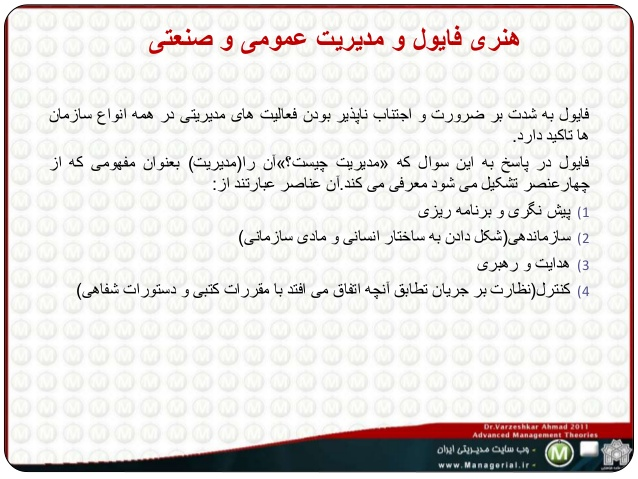 هنری فایول و مدیریت عمومی و صنعتی
فایول به شدت بر ضرورت و اجتناب ناپذیر بودن فعالیت های مدیریتی در همه انواع سازمان
ها تاکید دارد.
فایول در پاسخ به این سوال که «مدیریت چیست؟»آن را(مدیریت) بعنوان مفهومی که از
چهارعنصر تشکیل می شود معرفی می کند.آن عناصر عبارتند از:
1) پیش نگری و برنامه ریزی
2) سازماندهی(شکل دادن به ساختار انسانی و مادی سازمانی)
3) هدایت و رهبری
4) کنترل(نظارت بر جریان تطابق آنچه اتفاق می افتد با مقررات کتبی و دستورات شفاهی)
Dr.Varzeshkar Ahmad 2011
Advanced Management Theories
وب سایت مدیریتی ایران -
www.Managerial.ir -